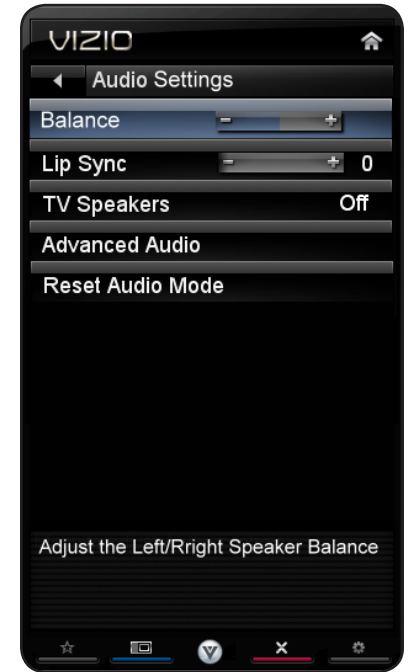 VIZIO
Audio Settings
Balance - +
Lip Sync - + 0
TV Speakers Off
Advanced Audio
Reset Audio Mode
Adjust the Left/Rright Speaker Balance
V